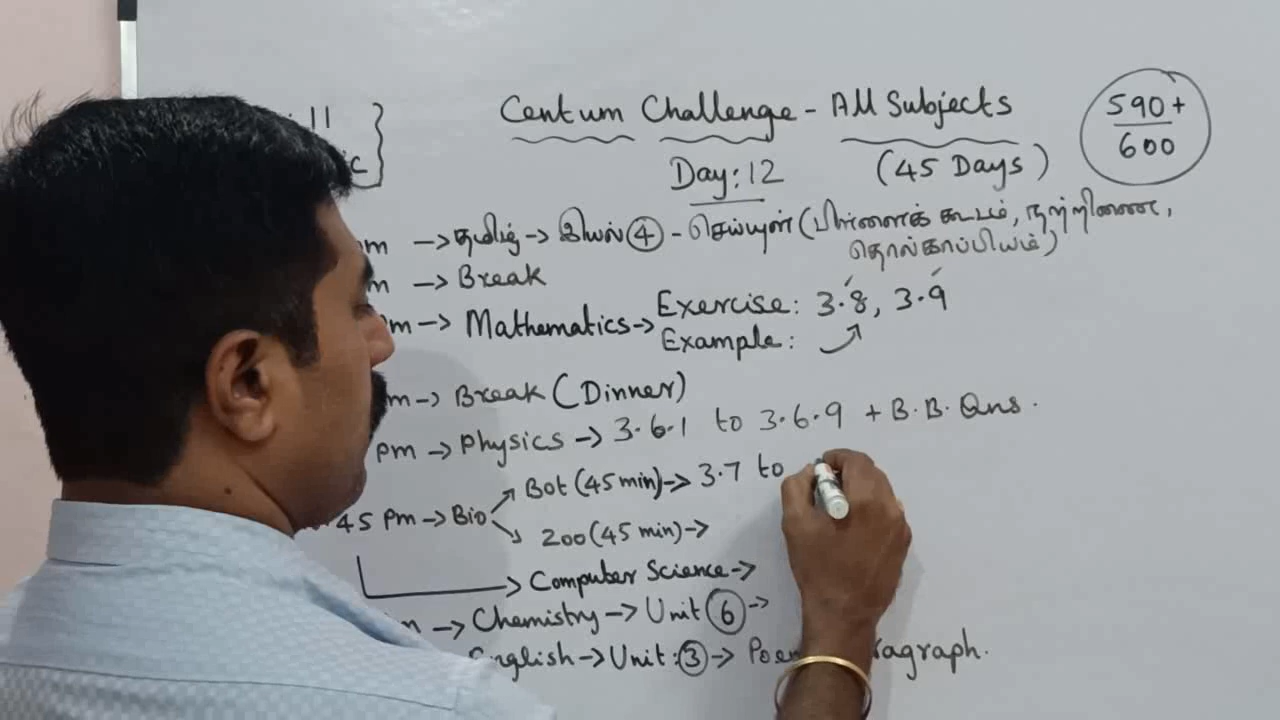 11
Centum Challenge - All Subjects
590+
600
Day: 12 (45 Days)
m → தமிழ் → இயல் ④ - செய்யுள் (பிள்ளைக் கூடம், நற்றிணை,
தொல்காப்பியம்)
m → Break
m → Mathematics → Exercise: 3.8, 3.9
Example:
m → Break (Dinner)
pm → Physics → 3.6.1 to 3.6.9 + B.B. Qns.
45 Pm → Bio
Bot (45 min) → 3.7 to
Zoo (45 min) →
Computer Science →
→ Chemistry → Unit ⑥ →
English → Unit: ③ →